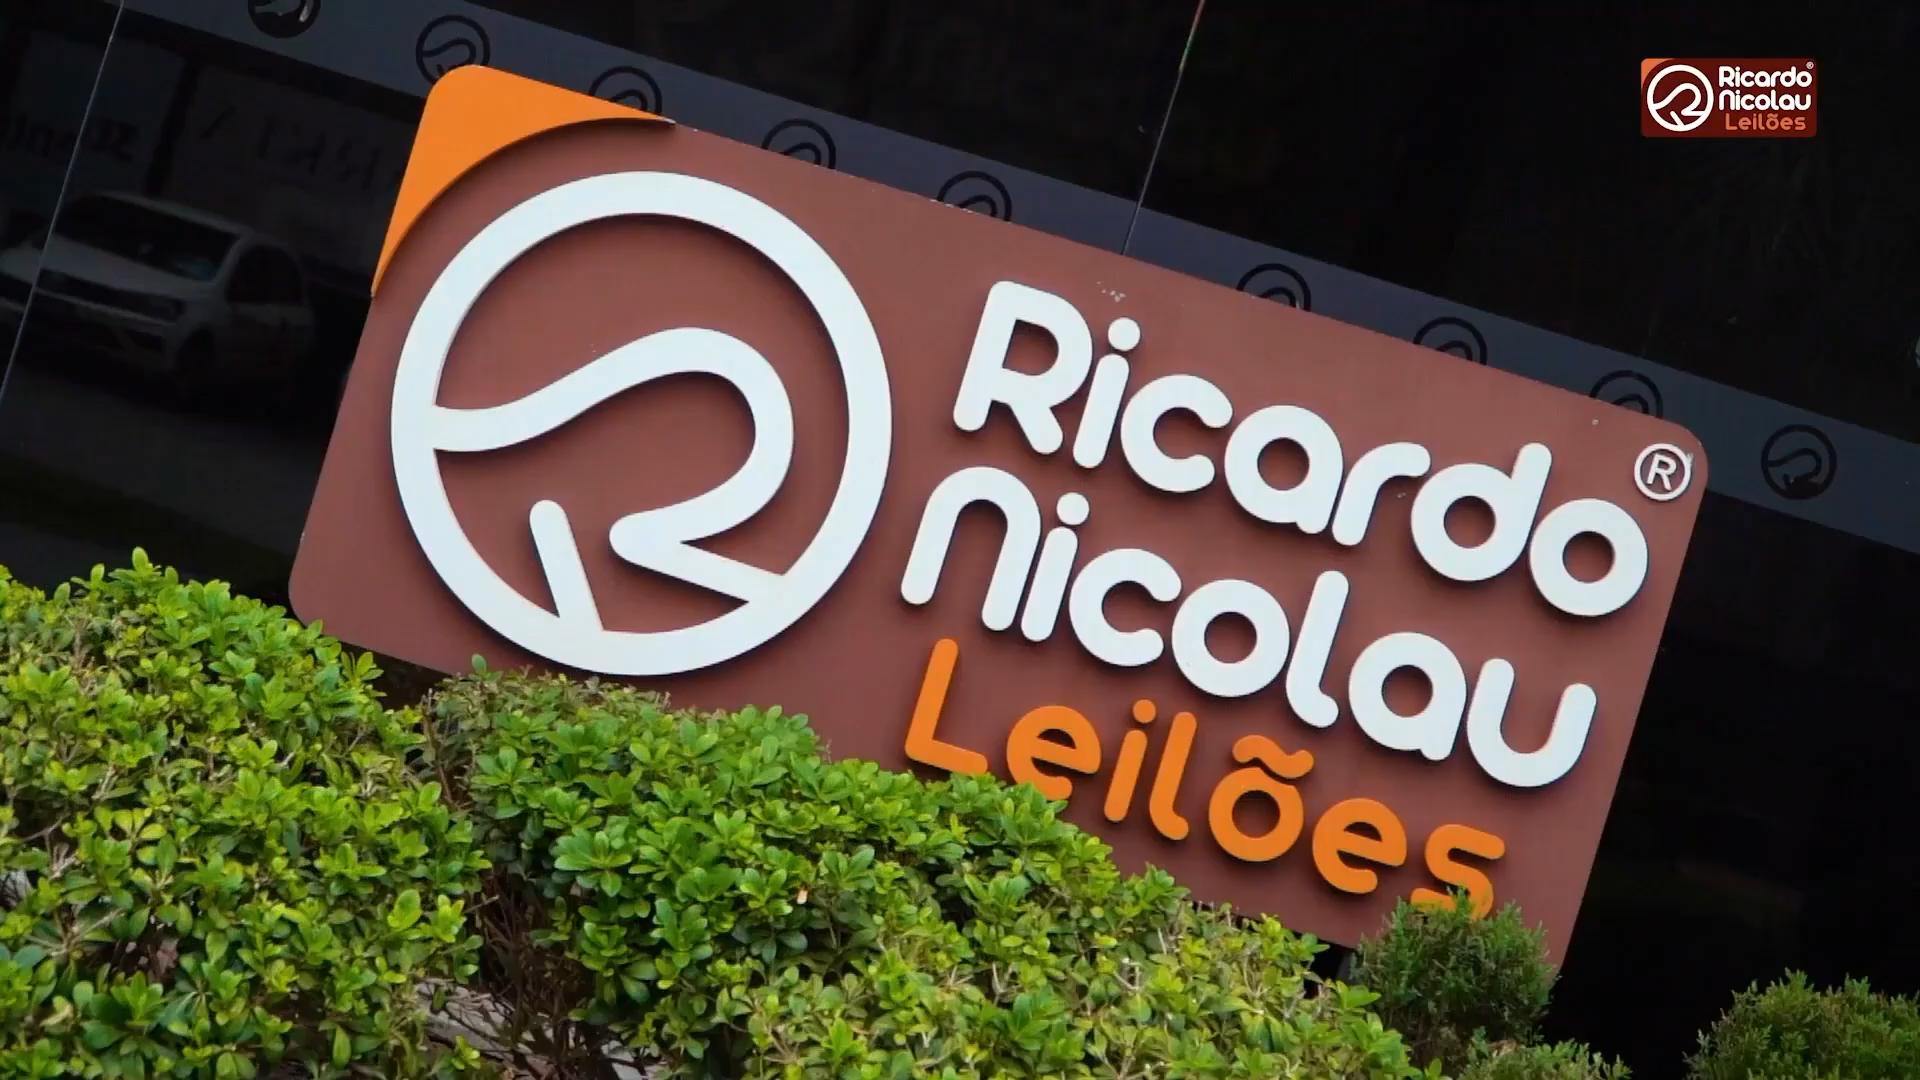 Ricardo
Nicolau
Leilões
®
Ricardo®
Nicolau
Leilões